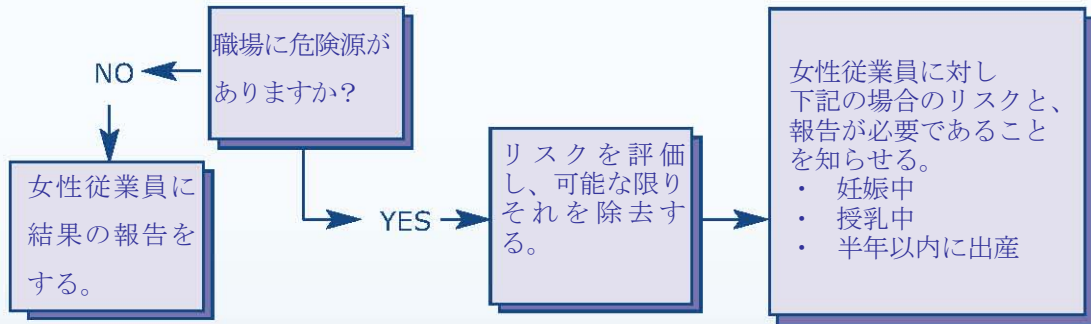 職場に危険源が
ありますか？
NO
女性従業員に
結果の報告を
する。
YES
リスクを評価
し、可能な限り
それを除去す
る。
女性従業員に対し
下記の場合のリスクと、
報告が必要であること
を知らせる。
・ 妊娠中
・ 授乳中
・ 半年以内に出産